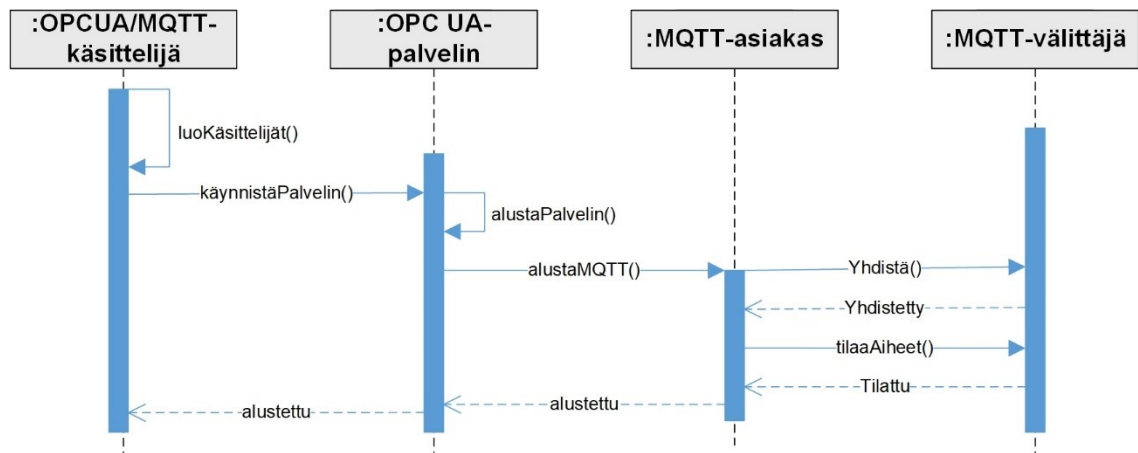 :OPCUA/MQTT-
käsittelijä
:OPC UA-
palvelin
:MQTT-asiakas
:MQTT-välittäjä
luoKäsittelijät()
käynnistäPalvelin()
alustaPalvelin()
alustaMQTT()
Yhdistä()
Yhdistetty
tilaaAiheet()
Tilattu
alustettu
alustettu